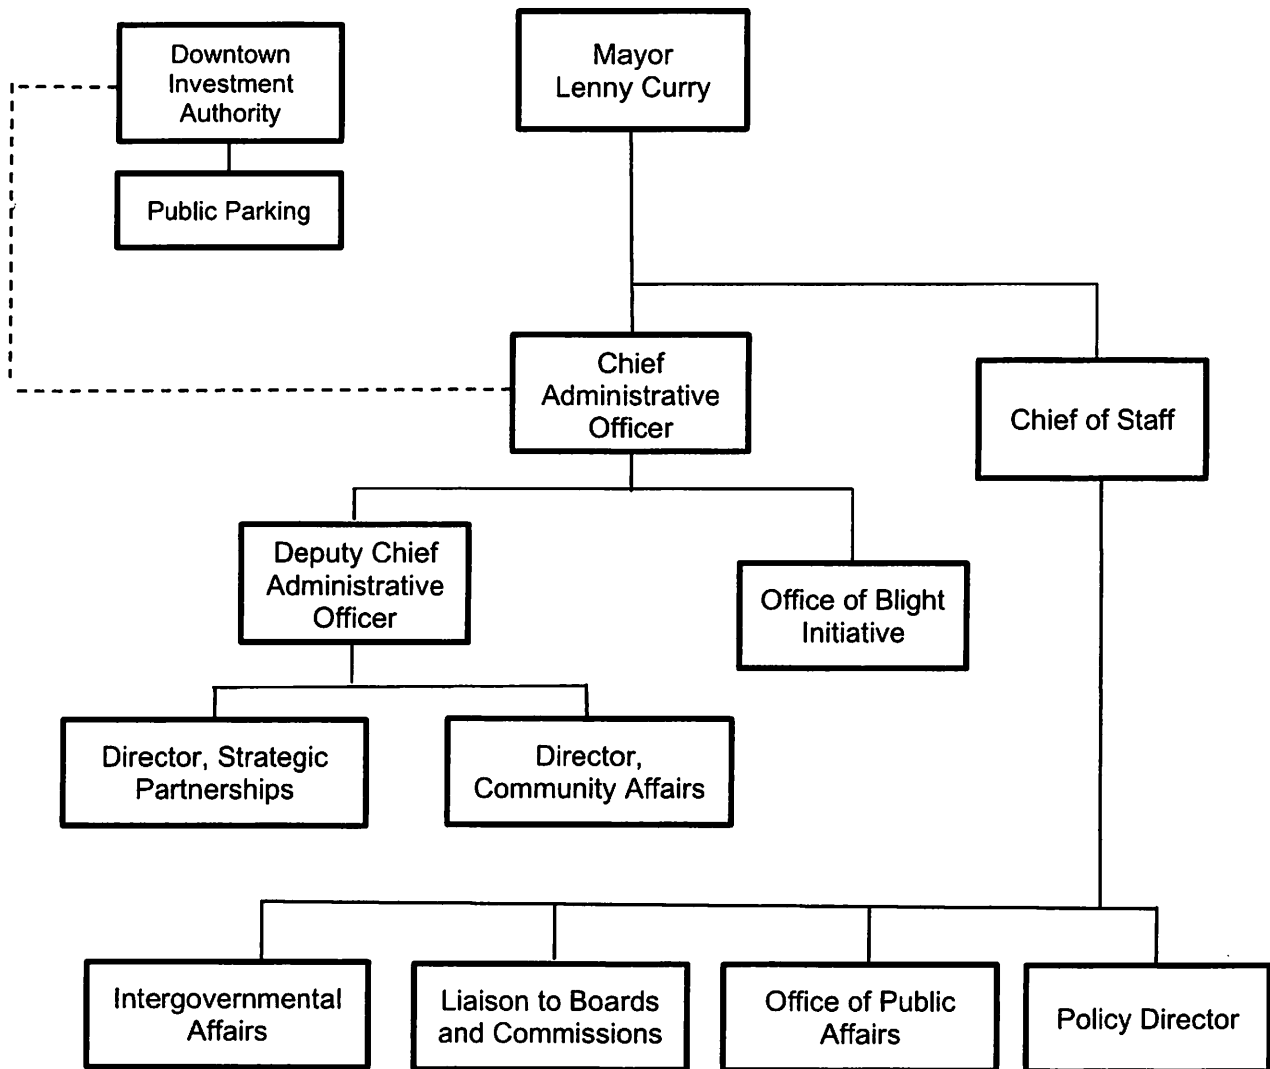 Downtown
Investment
Authority
Mayor
Lenny Curry
Public Parking
Chief
Administrative
Officer
Chief of Staff
Deputy Chief
Administrative
Officer
Office of Blight
Initiative
Director, Strategic
Partnerships
Director,
Community Affairs
Intergovernmental
Affairs
Liaison to Boards
and Commissions
Office of Public
Affairs
Policy Director